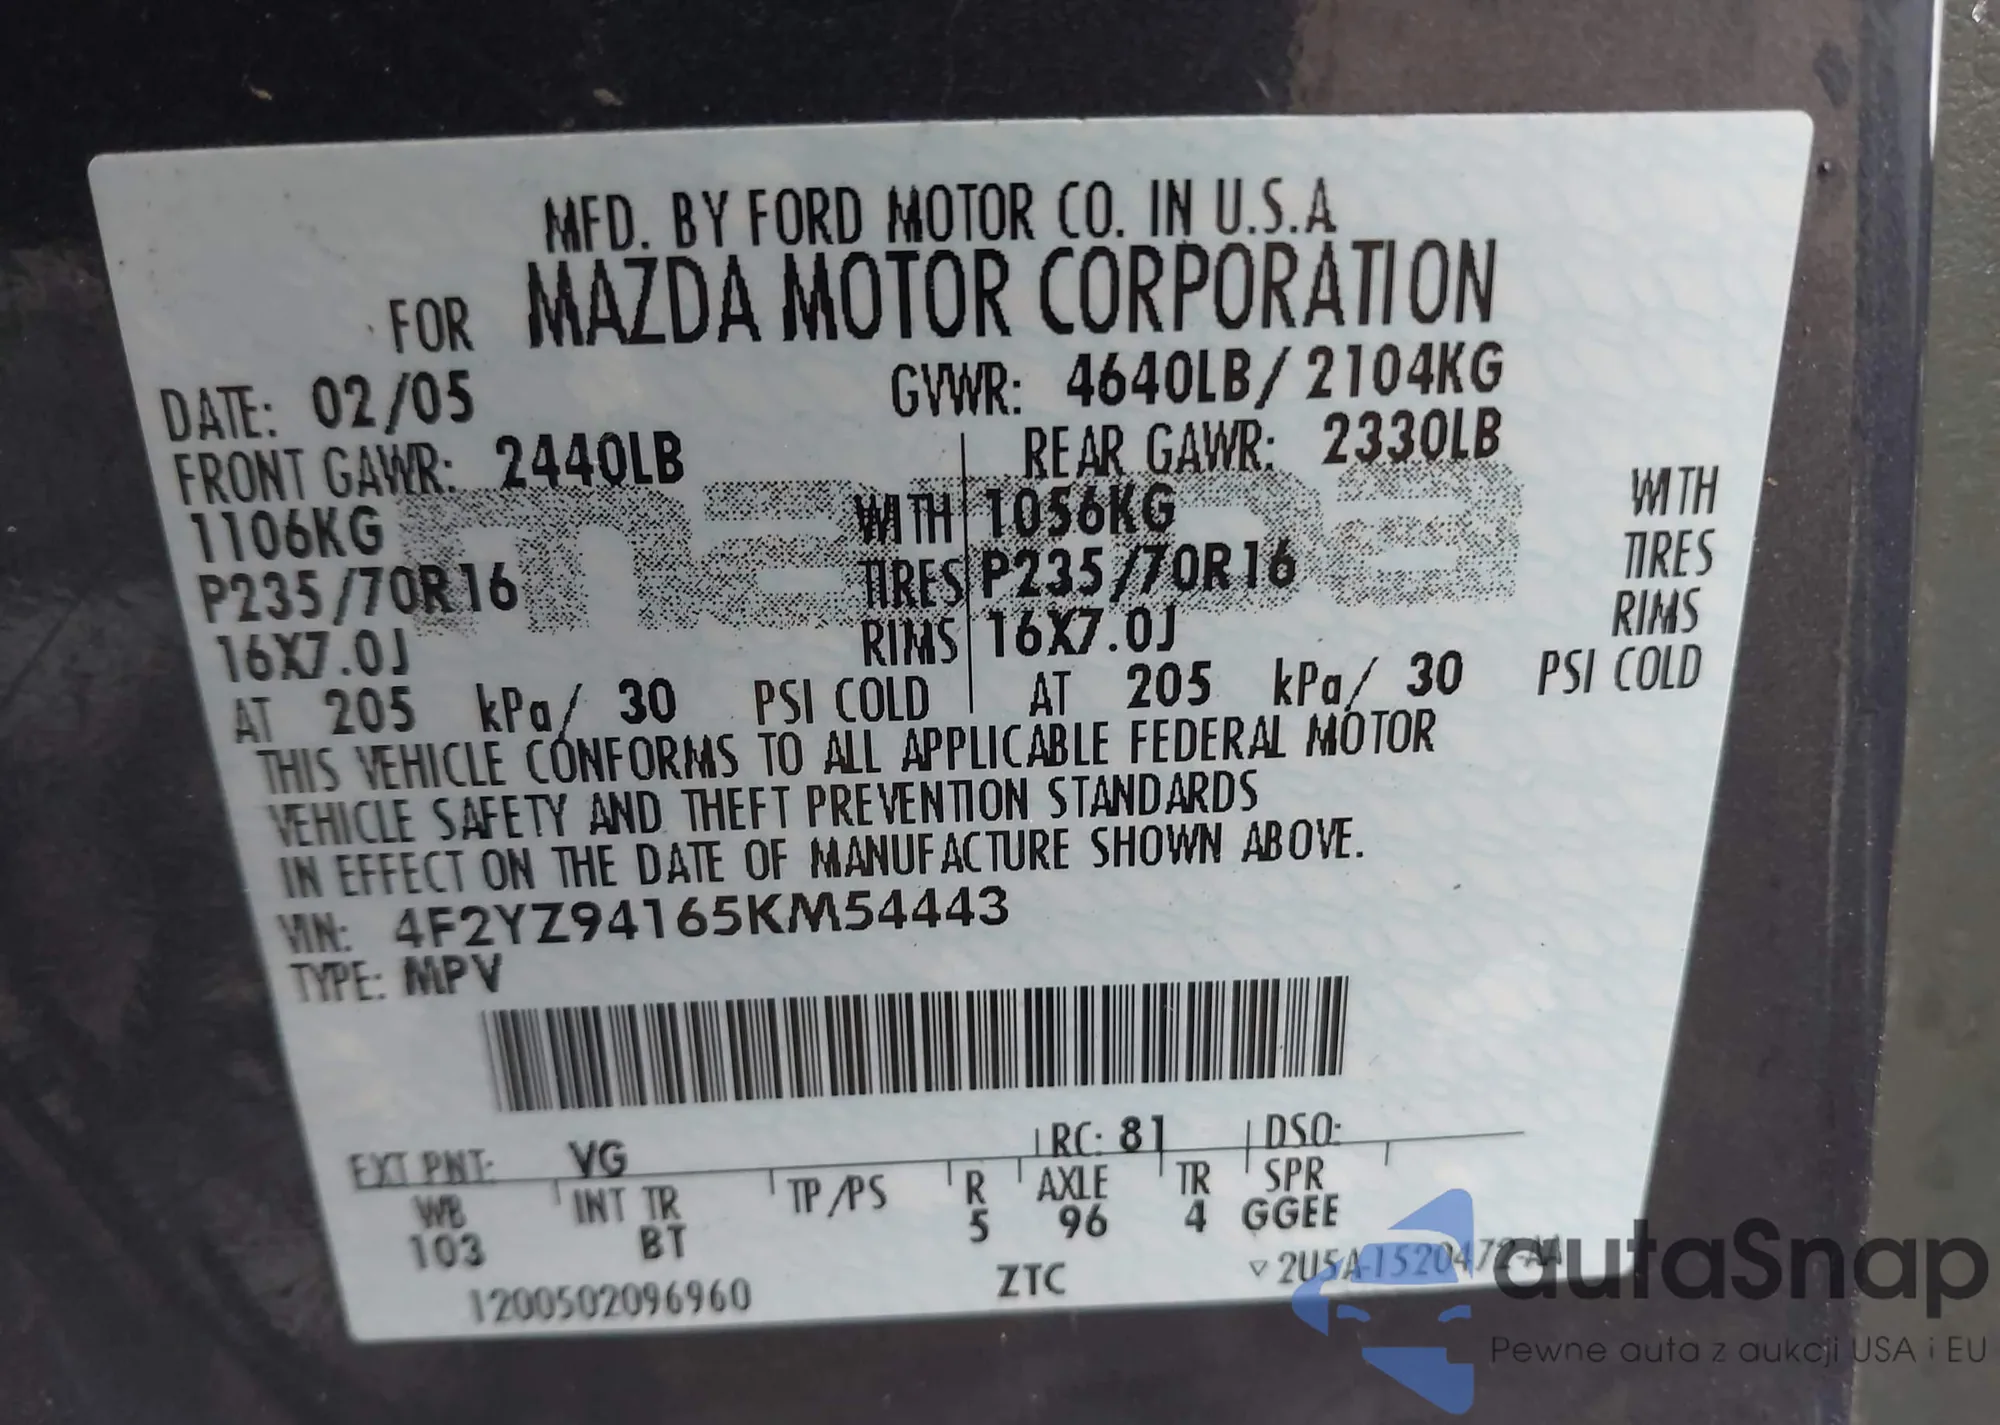 MFD. BY FORD MOTOR CO. IN U.S.A
FOR MAZDA MOTOR CORPORATION
DATE: 02/05 GVWR: 4640LB/2104KG
FRONT GAWR: 2440LB REAR GAWR: 2330LB
1106KG WITH 1056KG WITH
P235/70R16 TIRES P235/70R16 TIRES
16X7.0J RIMS 16X7.0J RIMS
AT 205 kPa/ 30 PSI COLD AT 205 kPa/ 30 PSI COLD
THIS VEHICLE CONFORMS TO ALL APPLICABLE FEDERAL MOTOR
VEHICLE SAFETY AND THEFT PREVENTION STANDARDS
IN EFFECT ON THE DATE OF MANUFACTURE SHOWN ABOVE.
VIN: 4F2YZ94165KM54443
TYPE: MPV
EXT PNT: VG RC: 81 DSO:
WB INT TR TP/PS R AXLE TR SPR
103 BT 5 96 4 GGEE
1200502096960 ZTC ▽2U5A-1520472-AA
mazda
autaSnap
Pewne auta z aukcji USA i EU